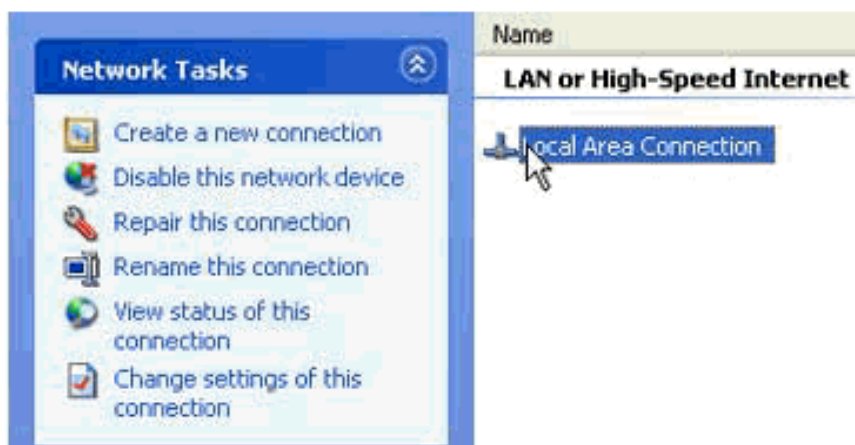 Network Tasks
Create a new connection
Disable this network device
Repair this connection
Rename this connection
View status of this
connection
Change settings of this
connection
Name
LAN or High-Speed Internet
Local Area Connection